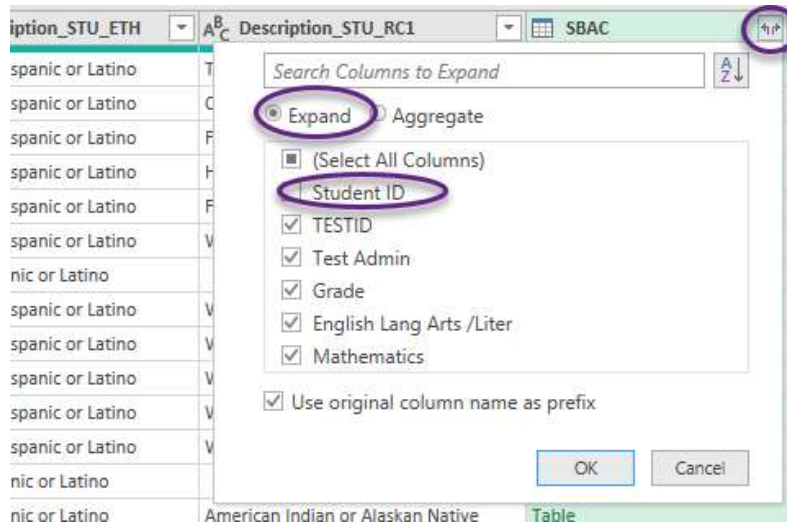 iption_STU_ETH ABC Description_STU_RC1 SBAC
spanic or Latino T
spanic or Latino
spanic or Latino F
spanic or Latino H
spanic or Latino F
spanic or Latino V
nic or Latino
spanic or Latino V
spanic or Latino V
spanic or Latino V
spanic or Latino V
spanic or Latino V
nic or Latino
nic or Latino American Indian or Alaskan Native Table
Search Columns to Expand
AZ
Expand Aggregate
(Select All Columns)
Student ID
TESTID
Test Admin
Grade
English Lang Arts /Liter
Mathematics
Use original column name as prefix
OK Cancel